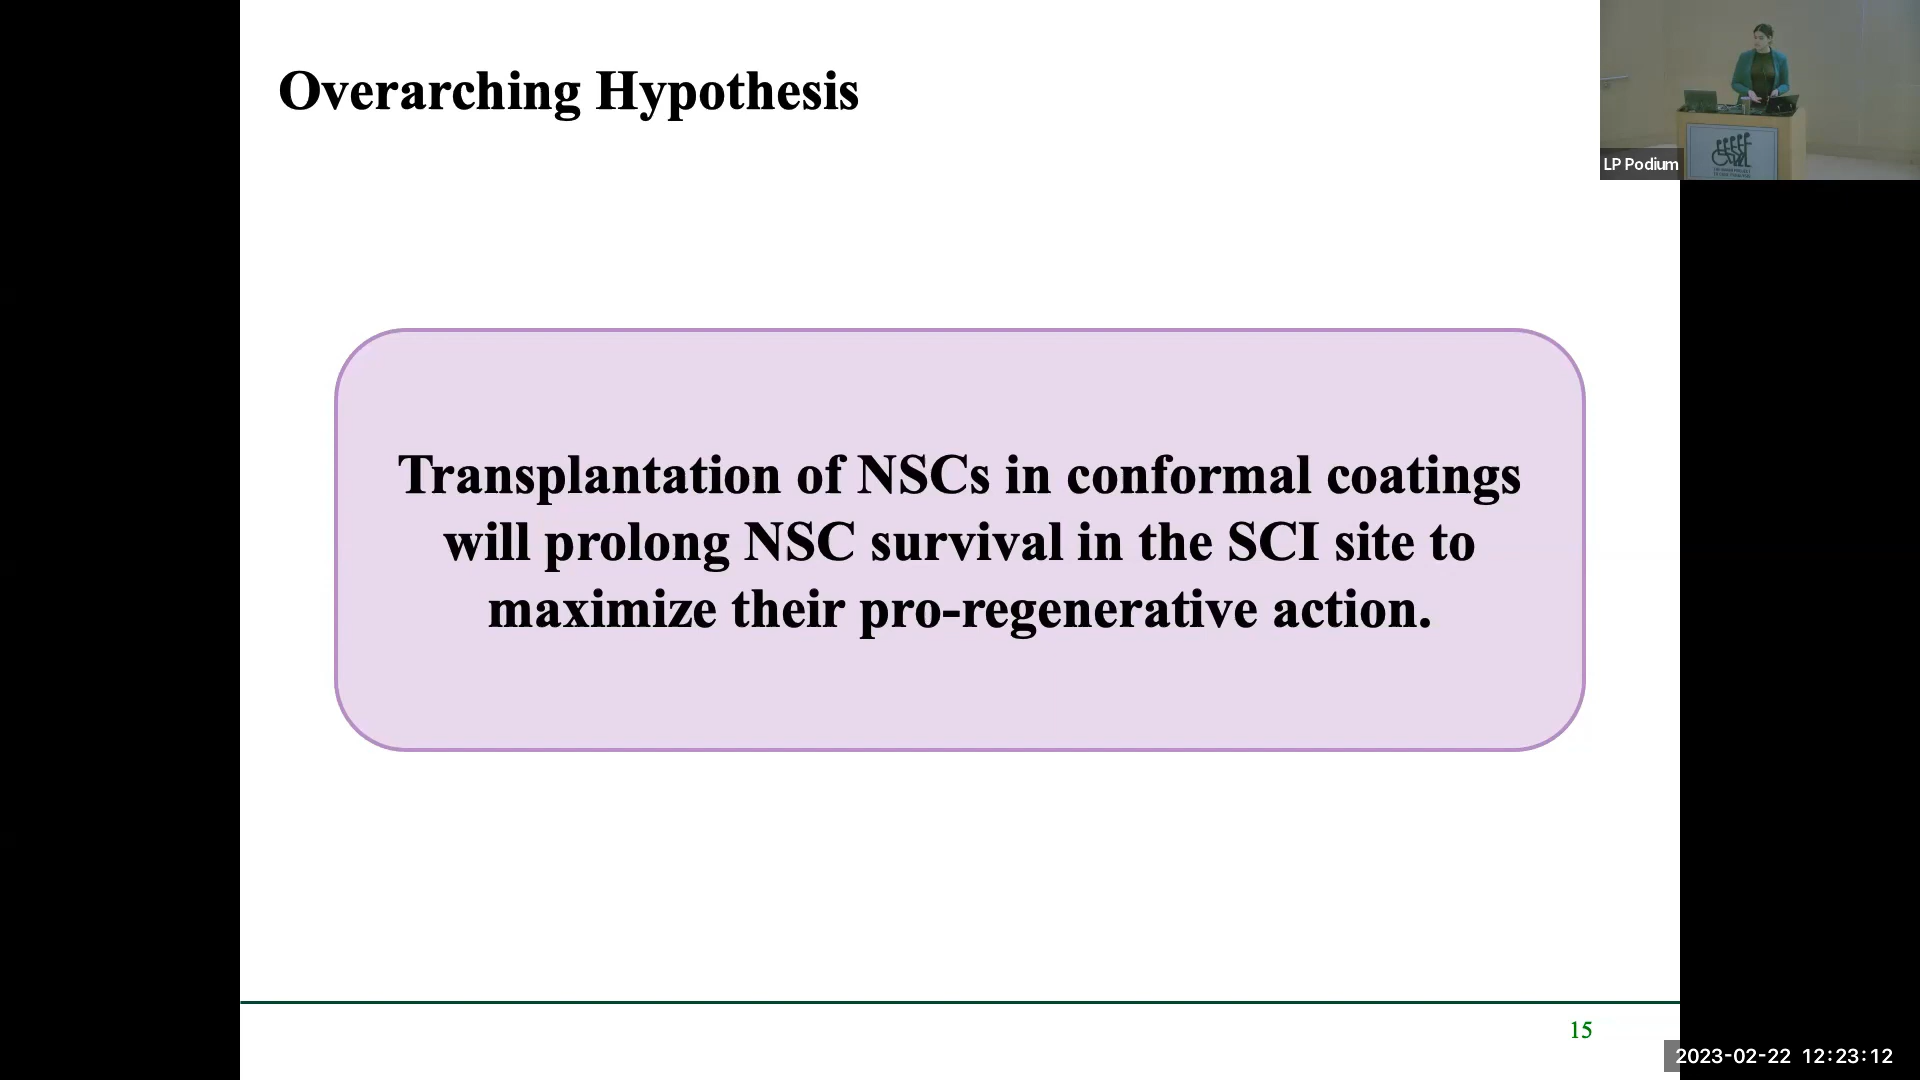 Overarching Hypothesis
LP Podium
Transplantation of NSCs in conformal coatings
will prolong NSC survival in the SCI site to
maximize their pro-regenerative action.
15
2023-02-22 12:23:12